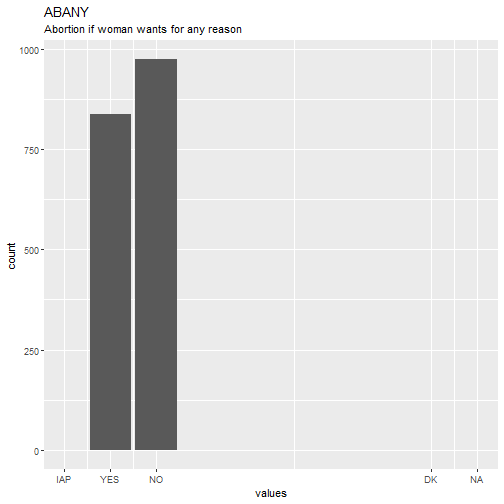 ABANY
Abortion if woman wants for any reason
1000
750
500
250
0
count
IAP YES NO DK NA
values